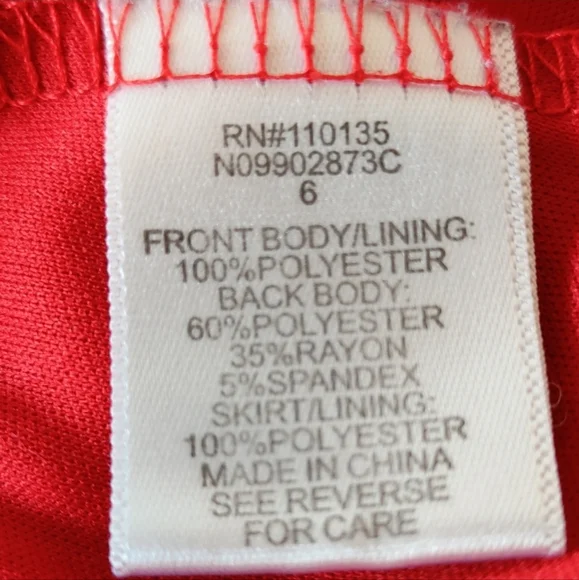 RN#110135
N09902873C
6
FRONT BODY/LINING:
100%POLYESTER
BACK BODY:
60%POLYESTER
35%RAYON
5%SPANDEX
SKIRT/LINING:
100%POLYESTER
MADE IN CHINA
SEE REVERSE
FOR CARE